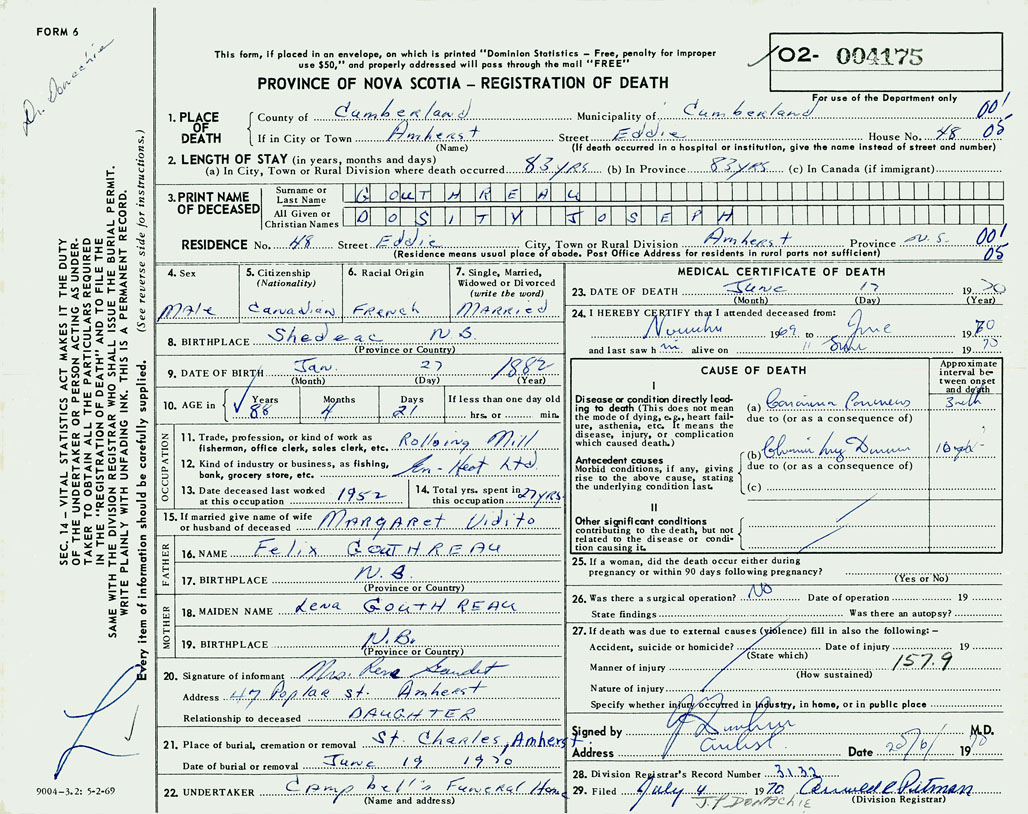 FORM 6
Dr. Donachie
This form, if placed in an envelope, on which is printed "Dominion Statistics – Free, penalty for improper
use $50," and properly addressed will pass through the mail "FREE"
O2- 004175
For use of the Department only
PROVINCE OF NOVA SCOTIA – REGISTRATION OF DEATH
1. PLACE OF DEATH
County of Cumberland Municipality of Cumberland 001
If in City or Town Amherst Street Eddie House No. 48 05
(Name) (If death occurred in a hospital or institution, give the name instead of street and number)
2. LENGTH OF STAY (in years, months and days)
(a) In City, Town or Rural Division where death occurred 83 yrs (b) In Province 83 yrs (c) In Canada (if immigrant)
3. PRINT NAME OF DECEASED
Surname or Last Name GOUTHREAU
All Given or Christian Names DOSITY JOSEPH
RESIDENCE No. 48 Street Eddie City, Town or Rural Division Amherst Province N.S. 001
(Residence means usual place of abode. Post Office Address for residents in rural parts not sufficient) 05
4. Sex
Male
5. Citizenship (Nationality)
Canadian
6. Racial Origin
French
7. Single, Married, Widowed or Divorced (write the word)
Married
8. BIRTHPLACE Shedeac N.B.
(Province or Country)
9. DATE OF BIRTH Jan. 27 1882
(Month) (Day) (Year)
10. AGE in Years Months Days If less than one day old
88 4 21 hrs. or min.
OCCUPATION
11. Trade, profession, or kind of work as Rolling Mill
fisherman, office clerk, sales clerk, etc.
12. Kind of industry or business, as fishing, En-Heat Ltd.
bank, grocery store, etc.
13. Date deceased last worked at this occupation 1952
14. Total yrs. spent in this occupation 27 yrs.
15. If married give name of wife or husband of deceased Margaret Vidito
FATHER
16. NAME Felix GOUTHREAU
17. BIRTHPLACE N.B.
(Province or Country)
MOTHER
18. MAIDEN NAME Lena GOUTHREAU
19. BIRTHPLACE N.B.
(Province or Country)
20. Signature of informant Mrs. Rene Gaudet
Address 47 Poplar St. Amherst
Relationship to deceased DAUGHTER
21. Place of burial, cremation or removal St. Charles, Amherst
Date of burial or removal June 19 1970
22. UNDERTAKER Campbell's Funeral Home
(Name and address)
MEDICAL CERTIFICATE OF DEATH
23. DATE OF DEATH June 17 1970
(Month) (Day) (Year)
24. I HEREBY CERTIFY that I attended deceased from:
1969 to June 1970
and last saw him alive on 19 70
CAUSE OF DEATH
Approximate interval between onset and death
I
Disease or condition directly leading to death (This does not mean the mode of dying, e.g., heart failure, asthenia, etc. It means the disease, injury, or complication which caused death.)
(a) Carcinoma Pancreas
due to (or as a consequence of)
Antecedent causes
Morbid conditions, if any, giving rise to the above cause, stating the underlying condition last.
(b)
due to (or as a consequence of)
(c)
II
Other significant conditions
contributing to the death, but not related to the disease or condition causing it.
25. If a woman, did the death occur either during pregnancy or within 90 days following pregnancy?
(Yes or No)
26. Was there a surgical operation? NO Date of operation 19
State findings Was there an autopsy?
27. If death was due to external causes (violence) fill in also the following: –
Accident, suicide or homicide? Date of injury 19
(State which)
Manner of injury 157.9
(How sustained)
Nature of injury
Specify whether injury occurred in Industry, in home, or in public place
Signed by M.D.
Address Date 20/6/ 1970
28. Division Registrar's Record Number 3132
29. Filed July 4 1970 Pitman
J.P. DONACHIE (Division Registrar)
SEC. 14 – VITAL STATISTICS ACT MAKES IT THE DUTY
OF THE UNDERTAKER OR PERSON ACTING AS UNDER-
TAKER TO OBTAIN ALL THE PARTICULARS REQUIRED
IN THE "REGISTRATION OF DEATH" AND TO FILE THE
SAME WITH THE DIVISION REGISTRAR WHO SHALL ISSUE THE BURIAL PERMIT.
WRITE PLAINLY WITH UNFADING INK. THIS IS A PERMANENT RECORD.
Every item of information should be carefully supplied. (See reverse side for instructions.)
9004–3.2: 5-2-69